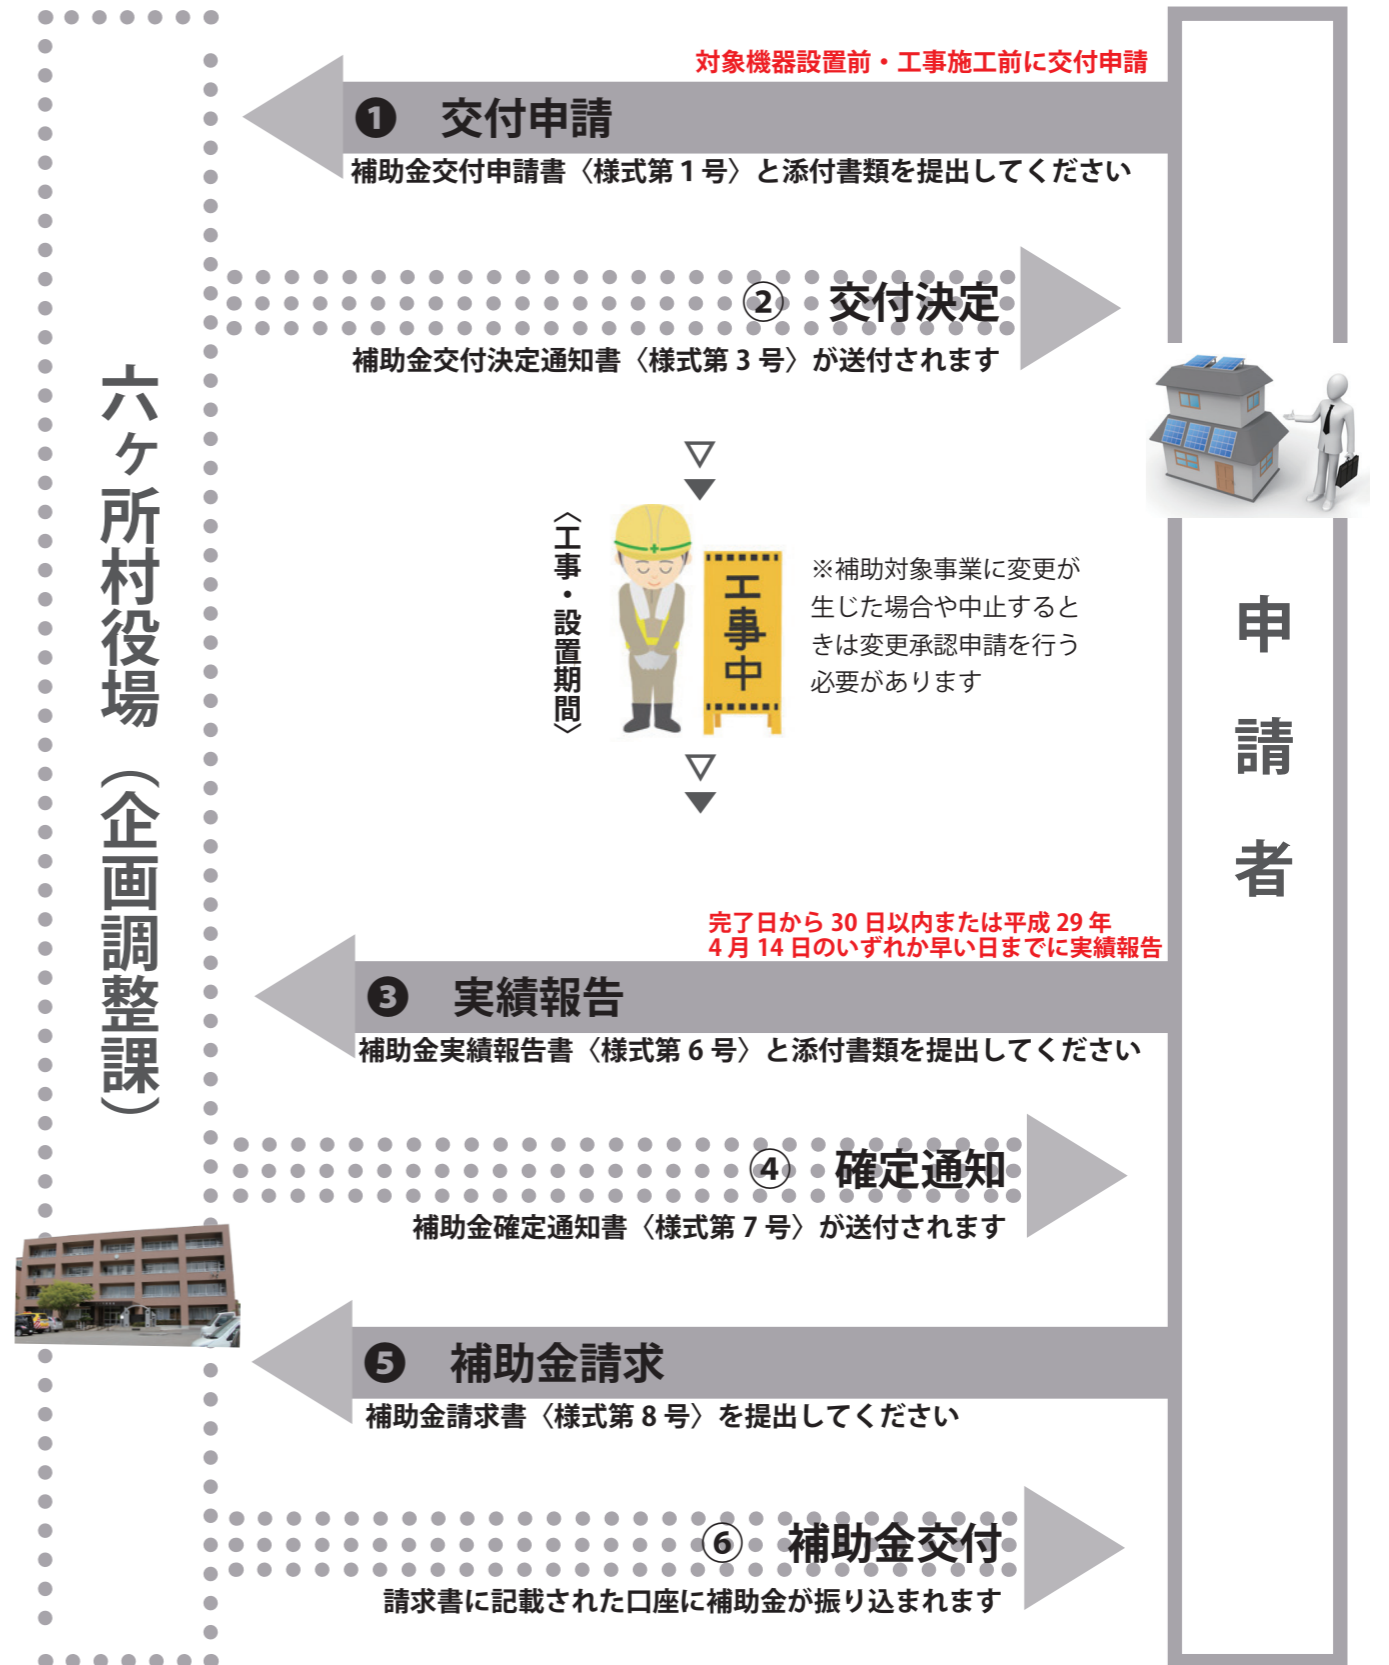 対象機器設置前・工事施工前に交付申請
❶ 交付申請
補助金交付申請書〈様式第1号〉と添付書類を提出してください
② 交付決定
補助金交付決定通知書〈様式第3号〉が送付されます
六ヶ所村役場（企画調整課）
申請者
〈工事・設置期間〉
工事中
※補助対象事業に変更が
生じた場合や中止すると
きは変更承認申請を行う
必要があります
完了日から30日以内または平成29年
4月14日のいずれか早い日までに実績報告
❸ 実績報告
補助金実績報告書〈様式第6号〉と添付書類を提出してください
④ 確定通知
補助金確定通知書〈様式第7号〉が送付されます
❺ 補助金請求
補助金請求書〈様式第8号〉を提出してください
⑥ 補助金交付
請求書に記載された口座に補助金が振り込まれます